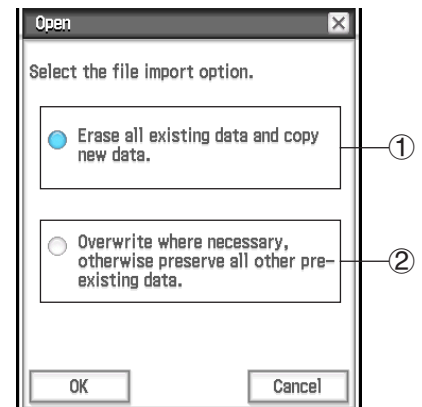 Open
Select the file import option.
Erase all existing data and copy
new data.
①
Overwrite where necessary,
otherwise preserve all other pre-
existing data.
②
OK Cancel